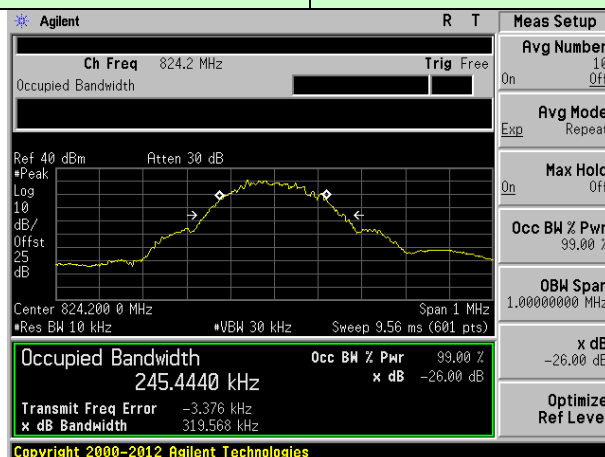 Agilent R T
Ch Freq 824.2 MHz Trig Free
Occupied Bandwidth
Ref 40 dBm Atten 30 dB
#Peak
Log
10
dB/
Offst
25
dB
Center 824.200 0 MHz Span 1 MHz
#Res BW 10 kHz #VBW 30 kHz Sweep 9.56 ms (601 pts)
Occupied Bandwidth Occ BW % Pwr 99.00 %
245.4440 kHz x dB -26.00 dB
Transmit Freq Error -3.376 kHz
x dB Bandwidth 319.568 kHz
Copyright 2000-2012 Agilent Technologies
Meas Setup
Avg Number
10
On Off
Avg Mode
Exp Repeat
Max Hold
On Off
Occ BW % Pwr
99.00 %
OBW Span
1.00000000 MHz
x dB
-26.00 dB
Optimize
Ref Level